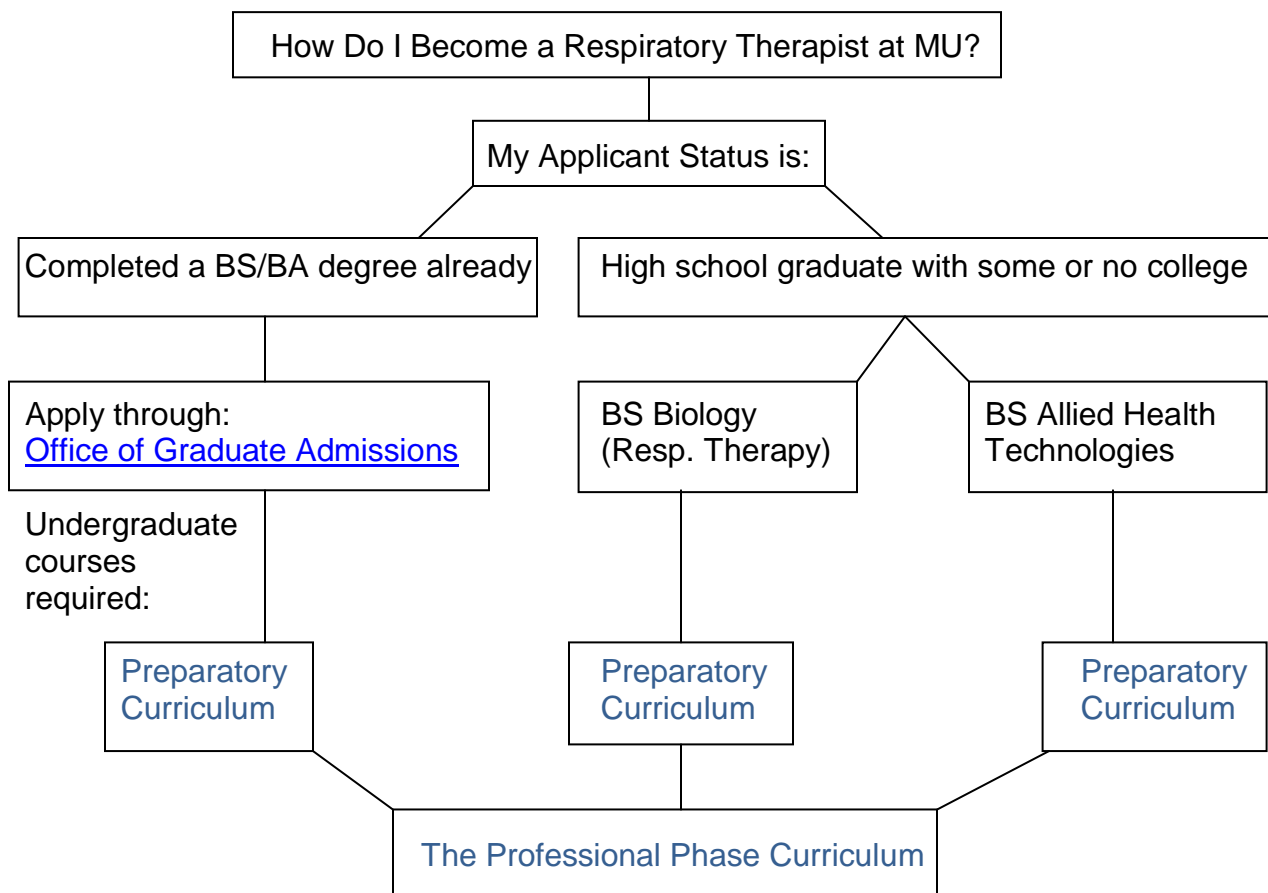 How Do I Become a Respiratory Therapist at MU?
My Applicant Status is:
Completed a BS/BA degree already
High school graduate with some or no college
Apply through:
Office of Graduate Admissions
BS Biology
(Resp. Therapy)
BS Allied Health
Technologies
Undergraduate
courses
required:
Preparatory
Curriculum
Preparatory
Curriculum
Preparatory
Curriculum
The Professional Phase Curriculum